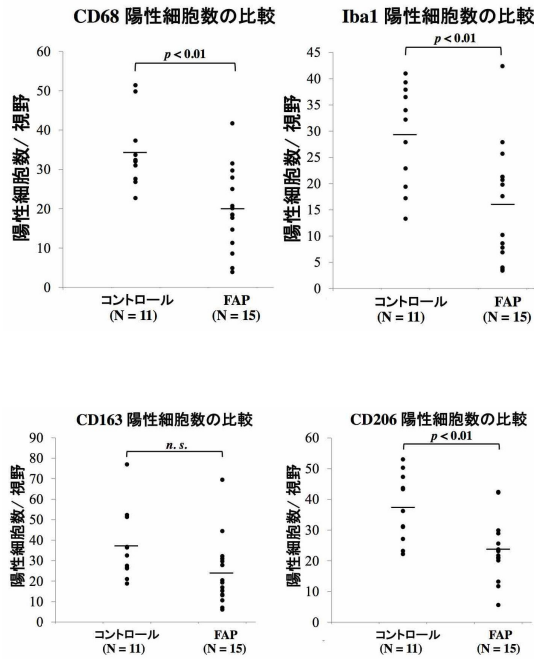 CD68 陽性細胞数の比較
p < 0.01
陽性細胞数/ 視野
60
50
40
30
20
10
0
コントロール
(N = 11)
FAP
(N = 15)
Iba1 陽性細胞数の比較
p < 0.01
陽性細胞数/ 視野
45
40
35
30
25
20
15
10
5
0
コントロール
(N = 11)
FAP
(N = 15)
CD163 陽性細胞数の比較
n. s.
陽性細胞数/ 視野
90
80
70
60
50
40
30
20
10
0
コントロール
(N = 11)
FAP
(N = 15)
CD206 陽性細胞数の比較
p < 0.01
陽性細胞数/ 視野
60
50
40
30
20
10
0
コントロール
(N = 11)
FAP
(N = 15)